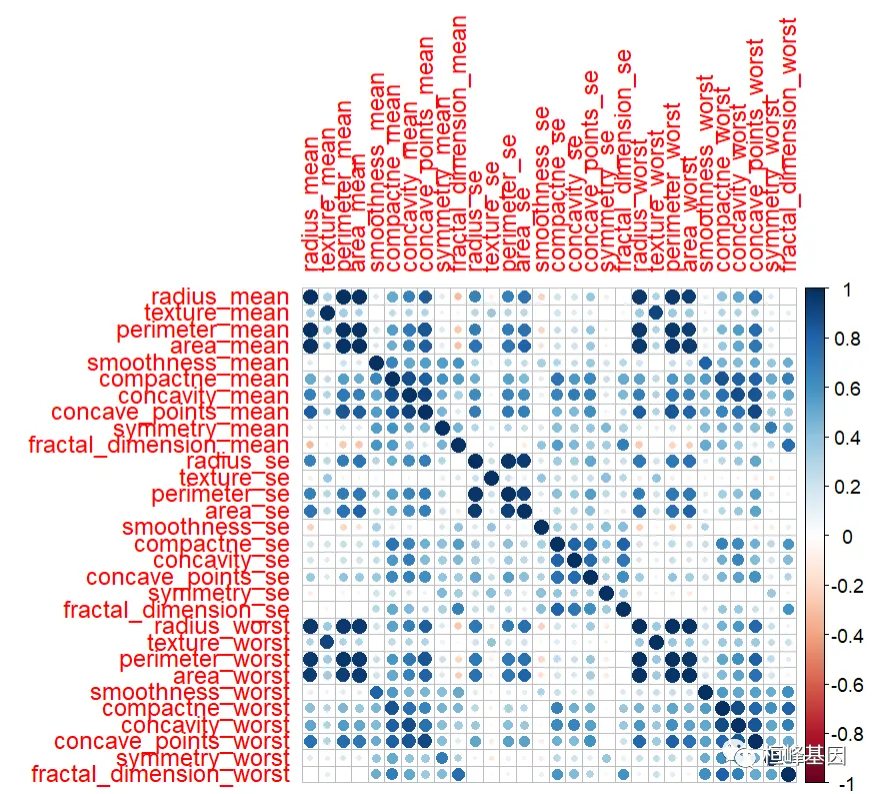 radius_mean
texture_mean
perimeter_mean
area_mean
smoothness_mean
compactne_mean
concavity_mean
concave_points_mean
symmetry_mean
fractal_dimension_mean
radius_se
texture_se
perimeter_se
area_se
smoothness_se
compactne_se
concavity_se
concave_points_se
symmetry_se
fractal_dimension_se
radius_worst
texture_worst
perimeter_worst
area_worst
smoothness_worst
compactne_worst
concavity_worst
concave_points_worst
symmetry_worst
fractal_dimension_worst
radius_mean
texture_mean
perimeter_mean
area_mean
smoothness_mean
compactne_mean
concavity_mean
concave_points_mean
symmetry_mean
fractal_dimension_mean
radius_se
texture_se
perimeter_se
area_se
smoothness_se
compactne_se
concavity_se
concave_points_se
symmetry_se
fractal_dimension_se
radius_worst
texture_worst
perimeter_worst
area_worst
smoothness_worst
compactne_worst
concavity_worst
concave_points_worst
symmetry_worst
fractal_dimension_worst
1
0.8
0.6
0.4
0.2
0
-0.2
-0.4
-0.6
-0.8
-1
桓峰基因